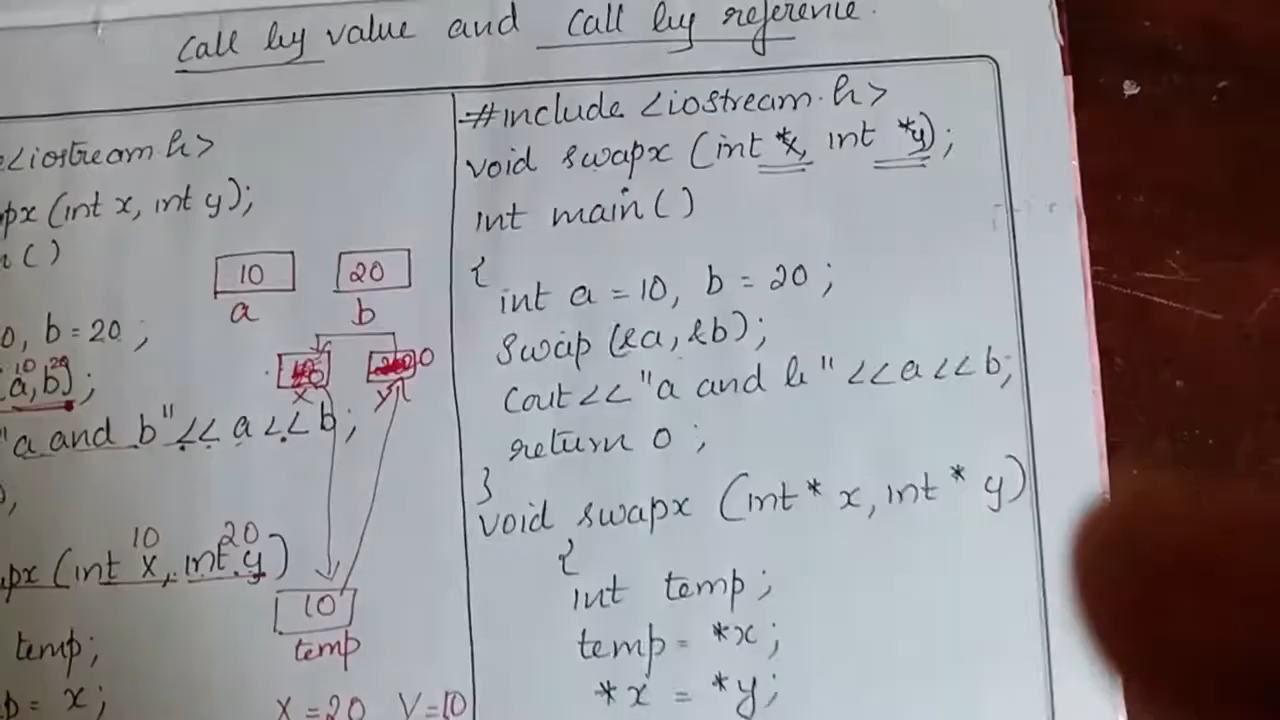 Call by value and Call by reference.
<iostream.h>
px (int x, int y);
n ( )
10
20
a
b
0, b = 20 ;
10 20
(a, b) ;
x
y
"a and b" << a << b ;
10 20
px (int x, int y)
10
temp
temp;
p = x;
X = 20 Y = 10
#include <iostream.h>
void swapx (int *x, int *y);
int main ( )
{
int a = 10, b = 20 ;
swap (&a, &b);
Cout << "a and b" << a << b;
return 0 ;
}
void swapx (int * x, int * y)
{
int temp ;
temp = *x ;
*x = *y;